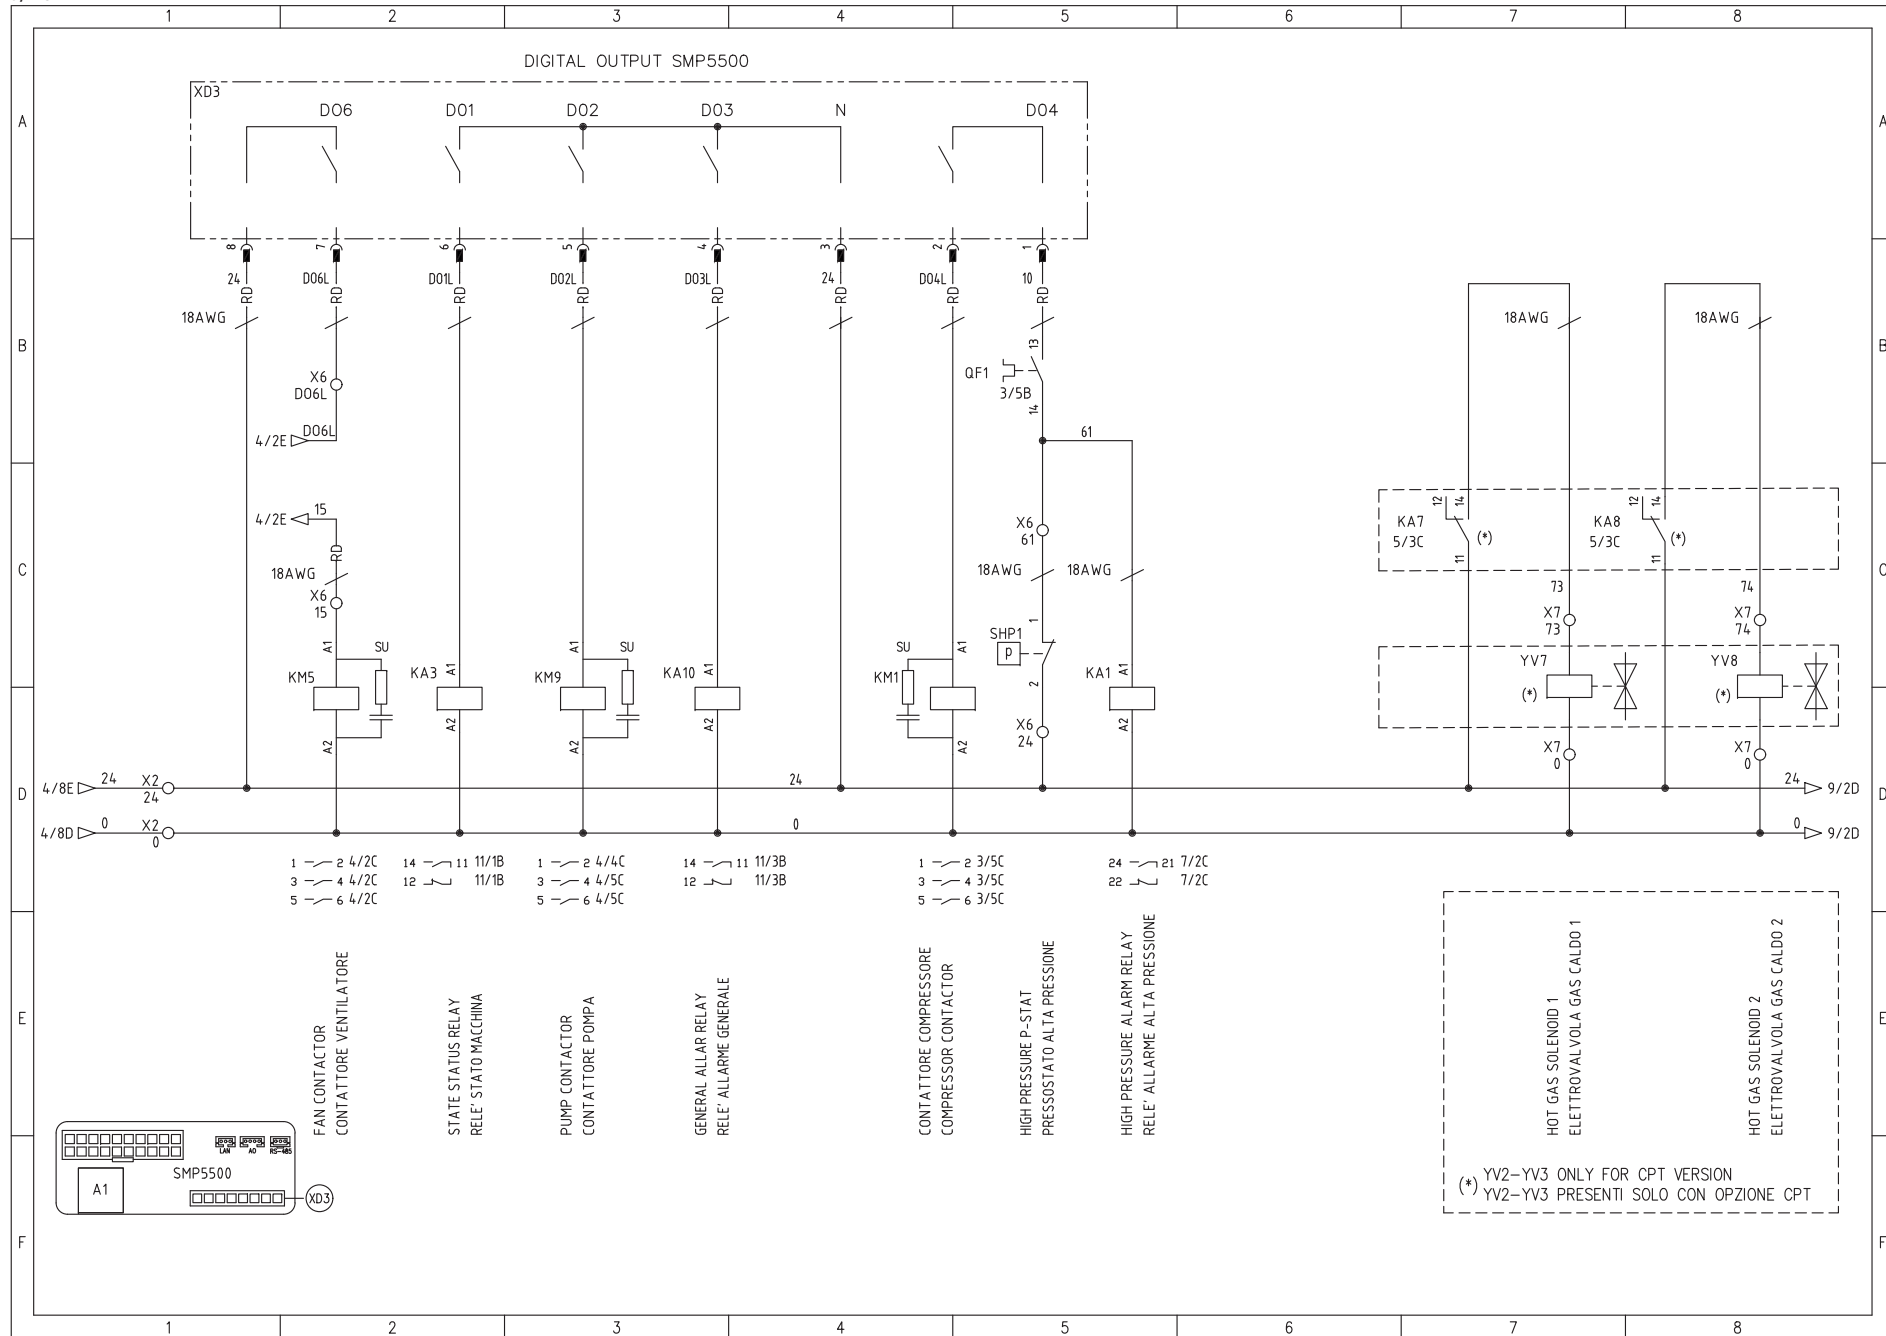 1 2 3 4 5 6 7 8
DIGITAL OUTPUT SMP5500
XD3
A DO6 DO1 DO2 DO3 N DO4 A
8 7 6 5 4 3 2 1
24 DO6L DO1L DO2L DO3L 24 DO4L 10
RD RD RD RD RD RD RD RD
18AWG 18AWG 18AWG
B 13 B
QF1
3/5B
14
X6
DO6L
4/2E DO6L
61
4/2E 15
RD
18AWG
X6
15
X6
61
18AWG 18AWG
12 14 12 14
KA7 KA8
5/3C (*) 5/3C (*)
11 11
C C
73 74
X7 X7
73 74
1
SHP1
P
2
X6
24
A1 SU A1 A1 SU A1 SU A1 A1
KM5 KA3 KM9 KA10 KM1 KA1
A2 A2 A2 A2 A2 A2
YV7 YV8
(*) (*)
X7 X7
0 0
D D
4/8E 24 X2 24 24 9/2D
24
4/8D 0 X2 0 0 9/2D
0
1 2 4/2C 14 11 11/1B 1 2 4/4C 14 11 11/3B 1 2 3/5C 24 21 7/2C
3 4 4/2C 12 11/1B 3 4 4/5C 12 11/3B 3 4 3/5C 22 7/2C
5 6 4/2C 5 6 4/5C 5 6 3/5C
E E
FAN CONTACTOR
CONTATTORE VENTILATORE
STATE STATUS RELAY
RELE' STATO MACCHINA
PUMP CONTACTOR
CONTATTORE POMPA
GENERAL ALLAR RELAY
RELE' ALLARME GENERALE
CONTATTORE COMPRESSORE
COMPRESSOR CONTACTOR
HIGH PRESSURE P-STAT
PRESSOSTATO ALTA PRESSIONE
HIGH PRESSURE ALARM RELAY
RELE' ALLARME ALTA PRESSIONE
HOT GAS SOLENOID 1
ELETTROVALVOLA GAS CALDO 1
HOT GAS SOLENOID 2
ELETTROVALVOLA GAS CALDO 2
LAN AO RS-485
SMP5500
A1
XD3
(*) YV2-YV3 ONLY FOR CPT VERSION
YV2-YV3 PRESENTI SOLO CON OPZIONE CPT
F F
1 2 3 4 5 6 7 8